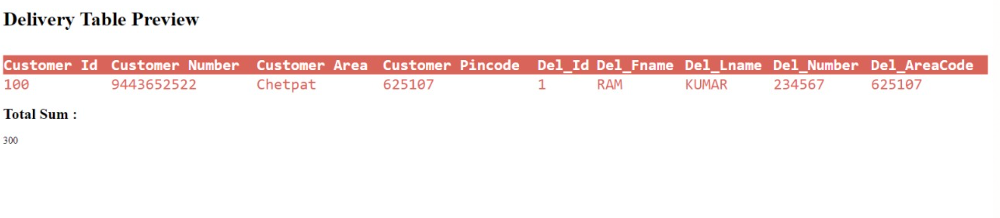 Delivery Table Preview
Customer Id Customer Number Customer Area Customer Pincode Del_Id Del_Fname Del_Lname Del_Number Del_AreaCode
100 9443652522 Chetpat 625107 1 RAM KUMAR 234567 625107
Total Sum :
300